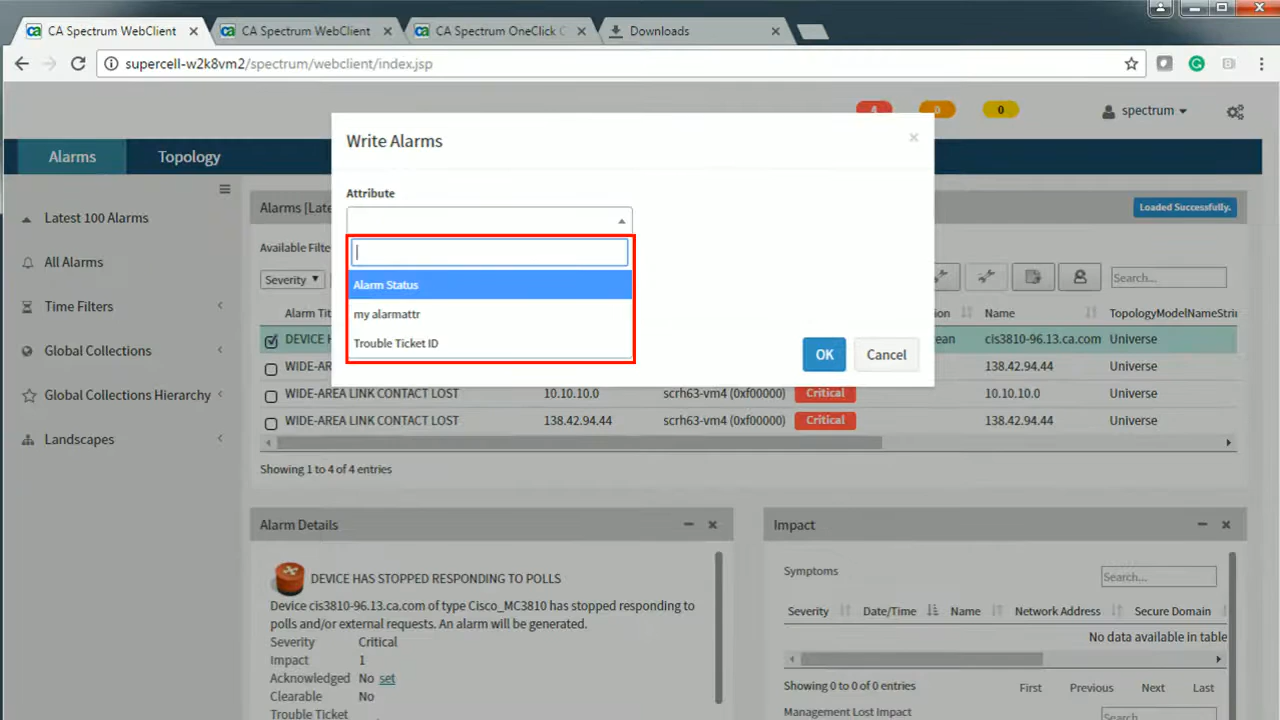 CA Spectrum WebClient
CA Spectrum WebClient
CA Spectrum OneClick
Downloads
supercell-w2k8vm2/spectrum/webclient/index.jsp
4
0
0
spectrum
Alarms
Topology
Write Alarms
Attribute
Alarm Status
my alarmattr
Trouble Ticket ID
OK
Cancel
Latest 100 Alarms
All Alarms
Time Filters
Global Collections
Global Collections Hierarchy
Landscapes
Alarms [Late
Loaded Successfully.
Available Filte
Severity
Search...
Alarm Tit
ion
Name
TopologyModelNameStrin
DEVICE H
ean
cis3810-96.13.ca.com
Universe
WIDE-AR
138.42.94.44
Universe
WIDE-AREA LINK CONTACT LOST
10.10.10.0
scrh63-vm4 (0xf00000)
Critical
10.10.10.0
Universe
WIDE-AREA LINK CONTACT LOST
138.42.94.44
scrh63-vm4 (0xf00000)
Critical
138.42.94.44
Universe
Showing 1 to 4 of 4 entries
Alarm Details
DEVICE HAS STOPPED RESPONDING TO POLLS
Device cis3810-96.13.ca.com of type Cisco_MC3810 has stopped responding to
polls and/or external requests. An alarm will be generated.
Severity Critical
Impact 1
Acknowledged No set
Clearable No
Trouble Ticket
Impact
Symptoms
Search...
Severity
Date/Time
Name
Network Address
Secure Domain
No data available in table
Showing 0 to 0 of 0 entries
First
Previous
Next
Last
Management Lost Impact
Search...